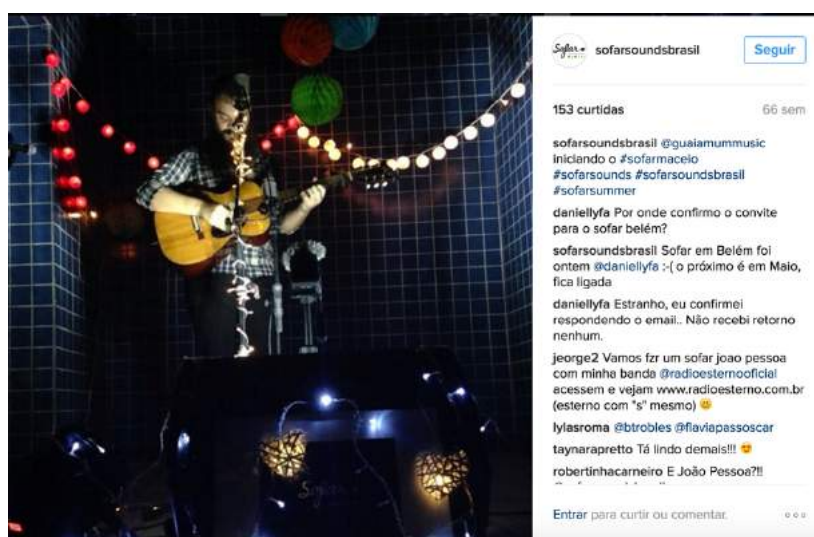 Sofar
sofarsoundsbrasil
Seguir
153 curtidas
66 sem
sofarsoundsbrasil @guaiamummusic
iniciando o #sofarmaceio
#sofarsounds #sofarsoundsbrasil
#sofarsummer
daniellyfa Por onde confirmo o convite
para o sofar belém?
sofarsoundsbrasil Sofar em Belém foi
ontem @daniellyfa :-( o próximo é em Maio,
fica ligada
daniellyfa Estranho, eu confirmei
respondendo o email.. Não recebi retorno
nenhum.
jeorge2 Vamos fzr um sofar joao pessoa
com minha banda @radioesternooficial
acessem e vejam www.radioesterno.com.br
(esterno com "s" mesmo) 😊
lylasroma @btrobles @flaviapassoscar
taynarapretto Tá lindo demais!!! 😍
robertinhacarneiro E João Pessoa?!!
Entrar para curtir ou comentar.
Sofar